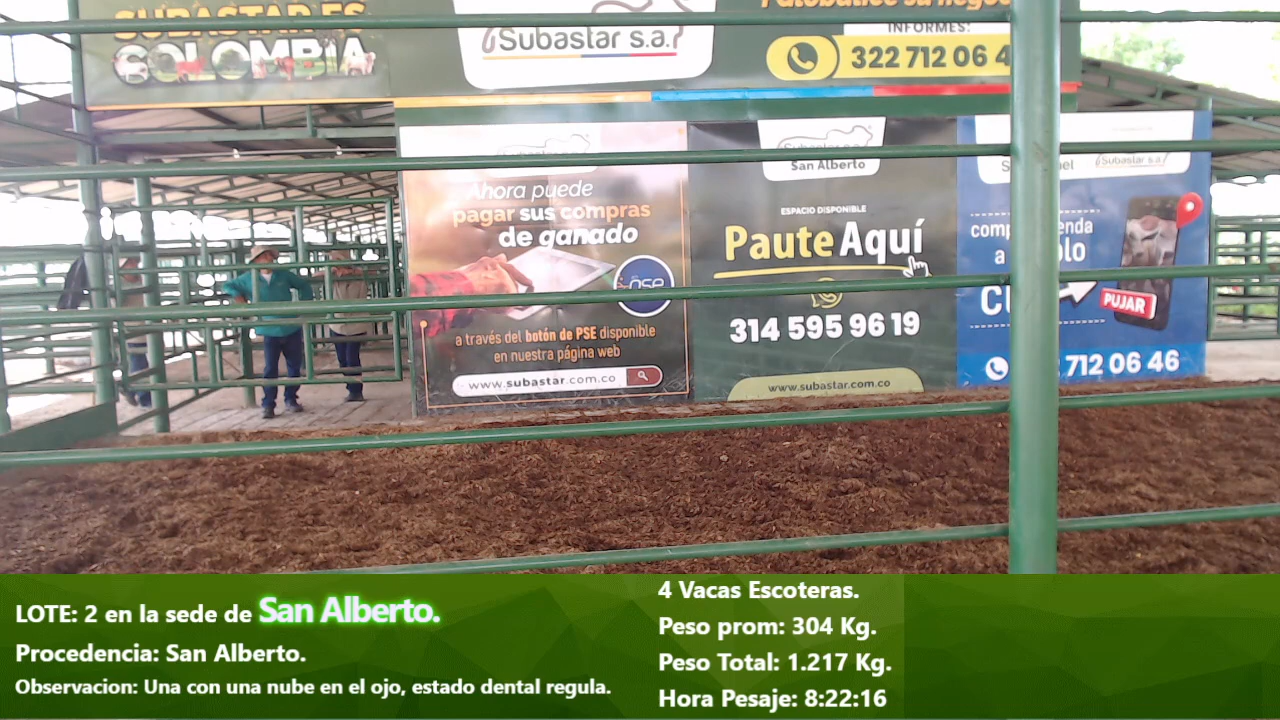 SUBASTAR ES
COLOMBIA
Subastar s.a.
INFORMES:
322 712 06 4
Subastar s.a.
San Alberto
Subastar s.a.
Ahora puede
pagar sus compras
de ganado
pse
a través del botón de PSE disponible
en nuestra página web
www.subastar.com.co
ESPACIO DISPONIBLE
Paute Aquí
314 595 96 19
www.subastar.com.co
a
PUJAR
712 06 46
LOTE: 2 en la sede de San Alberto.
Procedencia: San Alberto.
Observacion: Una con una nube en el ojo, estado dental regula.
4 Vacas Escoteras.
Peso prom: 304 Kg.
Peso Total: 1.217 Kg.
Hora Pesaje: 8:22:16